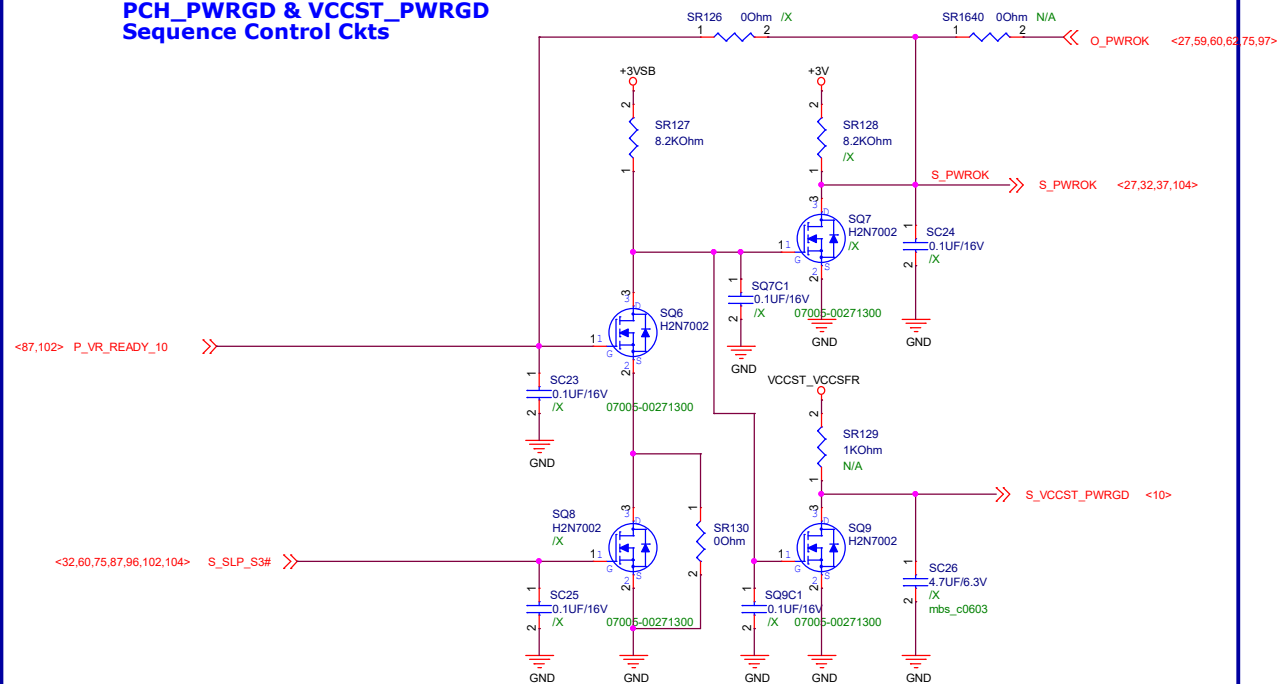 PCH_PWRGD & VCCST_PWRGD
Sequence Control Ckts
SR126 0Ohm /X
1 2
SR1640 0Ohm N/A
1 2
O_PWROK <27,59,60,62,75,97>
+3VSB
2
SR127
8.2KOhm
1
+3V
2
SR128
8.2KOhm
/X
1
S_PWROK
S_PWROK <27,32,37,104>
3
3
D
SQ7
H2N7002
/X
1 1
G
2
2
S
07005-00271300
GND
1
SC24
0.1UF/16V
/X
2
GND
1
SQ7C1
0.1UF/16V
/X
2
GND
3
3
D
SQ6
H2N7002
1 1
G
2
2
S
07005-00271300
<87,102> P_VR_READY_10
1
SC23
0.1UF/16V
/X
2
GND
VCCST_VCCSFR
2
SR129
1KOhm
N/A
1
S_VCCST_PWRGD <10>
SQ8
H2N7002
/X
3
3
D
1 1
G
2
2
S
07005-00271300
GND
1
SR130
0Ohm
2
<32,60,75,87,96,102,104> S_SLP_S3#
1
SC25
0.1UF/16V
/X
2
GND
3
3
D
SQ9
H2N7002
1 1
G
2
2
S
07005-00271300
GND
1
SQ9C1
0.1UF/16V
/X
2
GND
1
SC26
4.7UF/6.3V
/X
mbs_c0603
2
GND